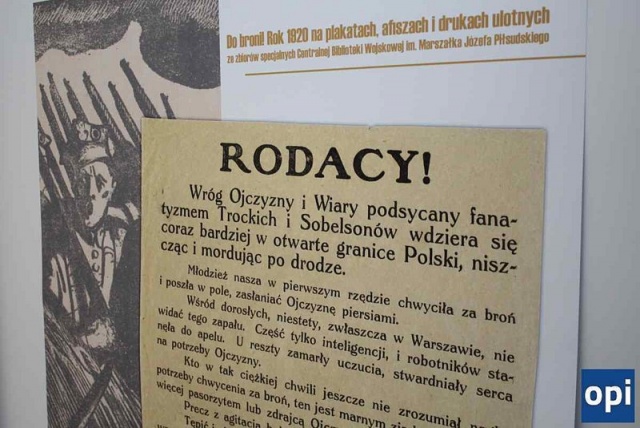 Do broni! Rok 1920 na plakatach, afiszach i drukach ulotnych
ze zbiorów specjalnych Centralnej Biblioteki Wojskowej im. Marszałka Józefa Piłsudskiego
RODACY!
Wróg Ojczyzny i Wiary podsycany fana-
tyzmem Trockich i Sobelsonów wdziera się
coraz bardziej w otwarte granice Polski, nisz-
cząc i mordując po drodze.
Młodzież nasza w pierwszym rzędzie chwyciła za broń
i poszła w pole, zasłaniać Ojczyznę piersiami.
Wśród dorosłych, niestety, zwłaszcza w Warszawie, nie
widać tego zapału. Część tylko inteligencji, i robotników sta-
nęła do apelu. U reszty zamarły uczucia, stwardniały serca
na potrzeby Ojczyzny.
Kto w tak ciężkiej chwili jeszcze nie zrozumiał
potrzeby chwycenia za broń, ten jest marnym
więcej pasorzytem lub zdrajcą
Precz z agitacją
Tępić
opi